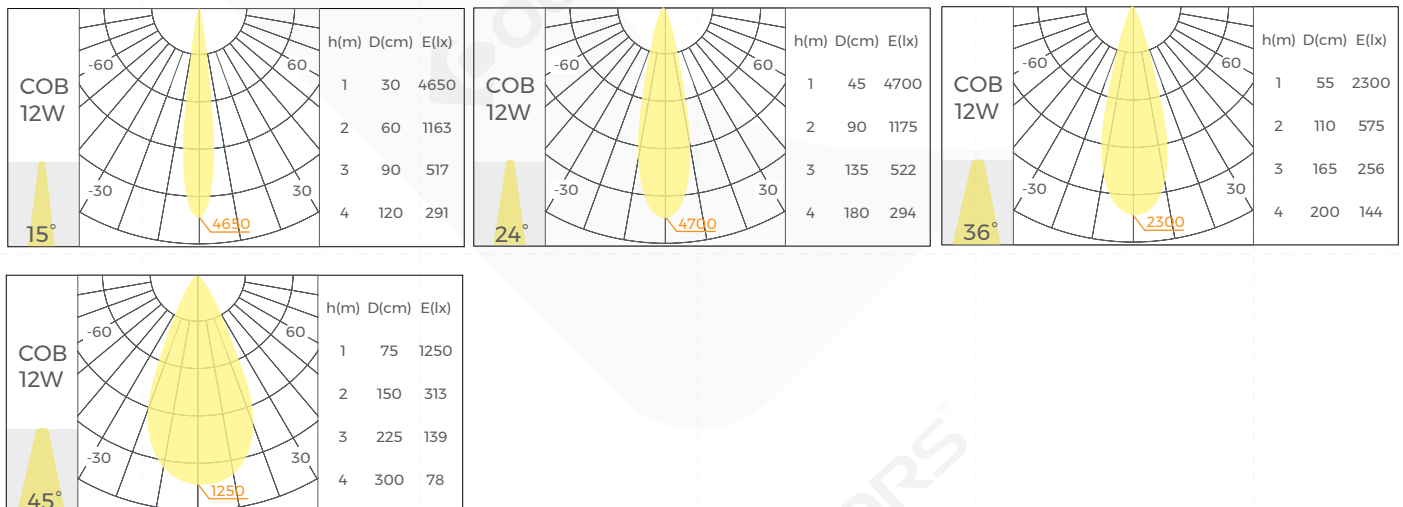 COB
12W
15°
-60
60
-30
30
4650
h(m) D(cm) E(lx)
1 30 4650
2 60 1163
3 90 517
4 120 291
COB
12W
24°
-60
60
-30
30
4700
h(m) D(cm) E(lx)
1 45 4700
2 90 1175
3 135 522
4 180 294
COB
12W
36°
-60
60
-30
30
2300
h(m) D(cm) E(lx)
1 55 2300
2 110 575
3 165 256
4 200 144
COB
12W
45°
-60
60
-30
30
1250
h(m) D(cm) E(lx)
1 75 1250
2 150 313
3 225 139
4 300 78